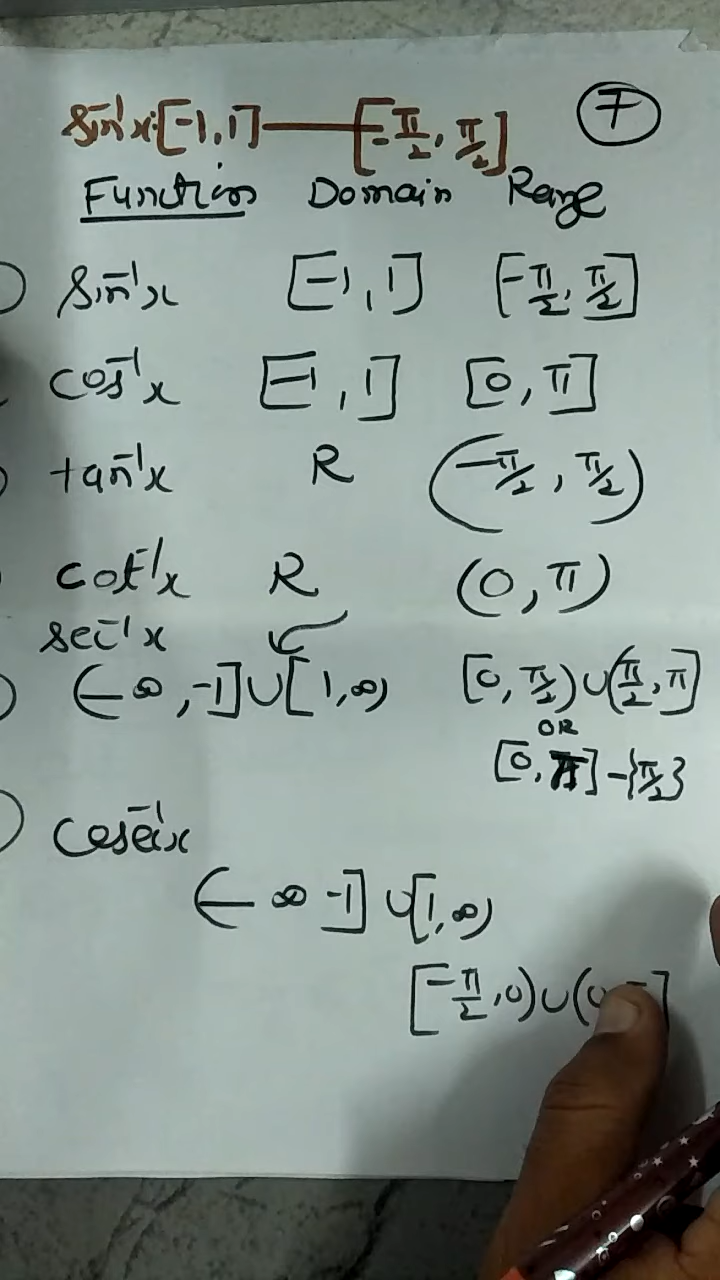 sin⁻¹x: [-1, 1] — [-π/2, π/2] 7
Function Domain Range
sin⁻¹x [-1, 1] [-π/2, π/2]
cos⁻¹x [-1, 1] [0, π]
tan⁻¹x R (-π/2, π/2)
cot⁻¹x R (0, π)
sec⁻¹x
(-∞, -1] ∪ [1, ∞) [0, π/2) ∪ (π/2, π]
OR
[0, π] - {π/2}
cosec⁻¹x
(-∞ -1] ∪ [1, ∞)
[-π/2, 0) ∪ (